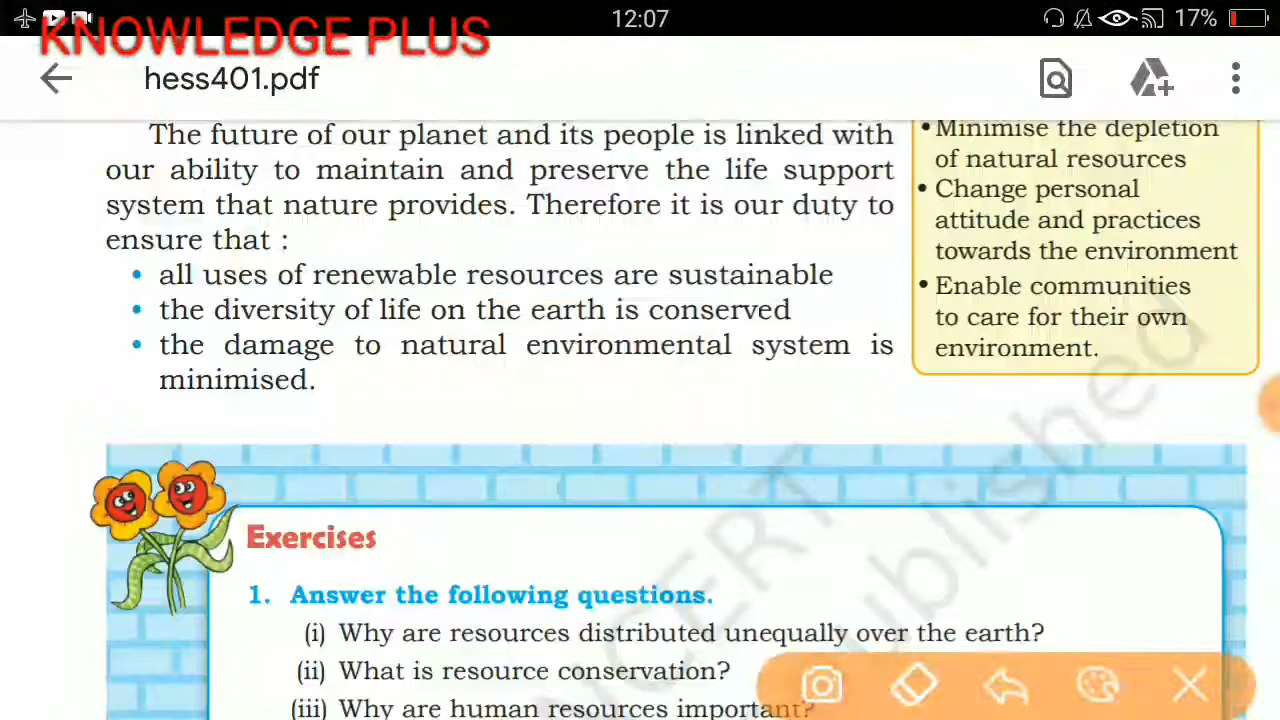 12:07
17%
KNOWLEDGE PLUS
hess401.pdf
The future of our planet and its people is linked with
our ability to maintain and preserve the life support
system that nature provides. Therefore it is our duty to
ensure that :
• all uses of renewable resources are sustainable
• the diversity of life on the earth is conserved
• the damage to natural environmental system is
minimised.
• Minimise the depletion
of natural resources
• Change personal
attitude and practices
towards the environment
• Enable communities
to care for their own
environment.
Exercises
1. Answer the following questions.
(i) Why are resources distributed unequally over the earth?
(ii) What is resource conservation?
(iii) Why are human resources important?
NCERT
ublished